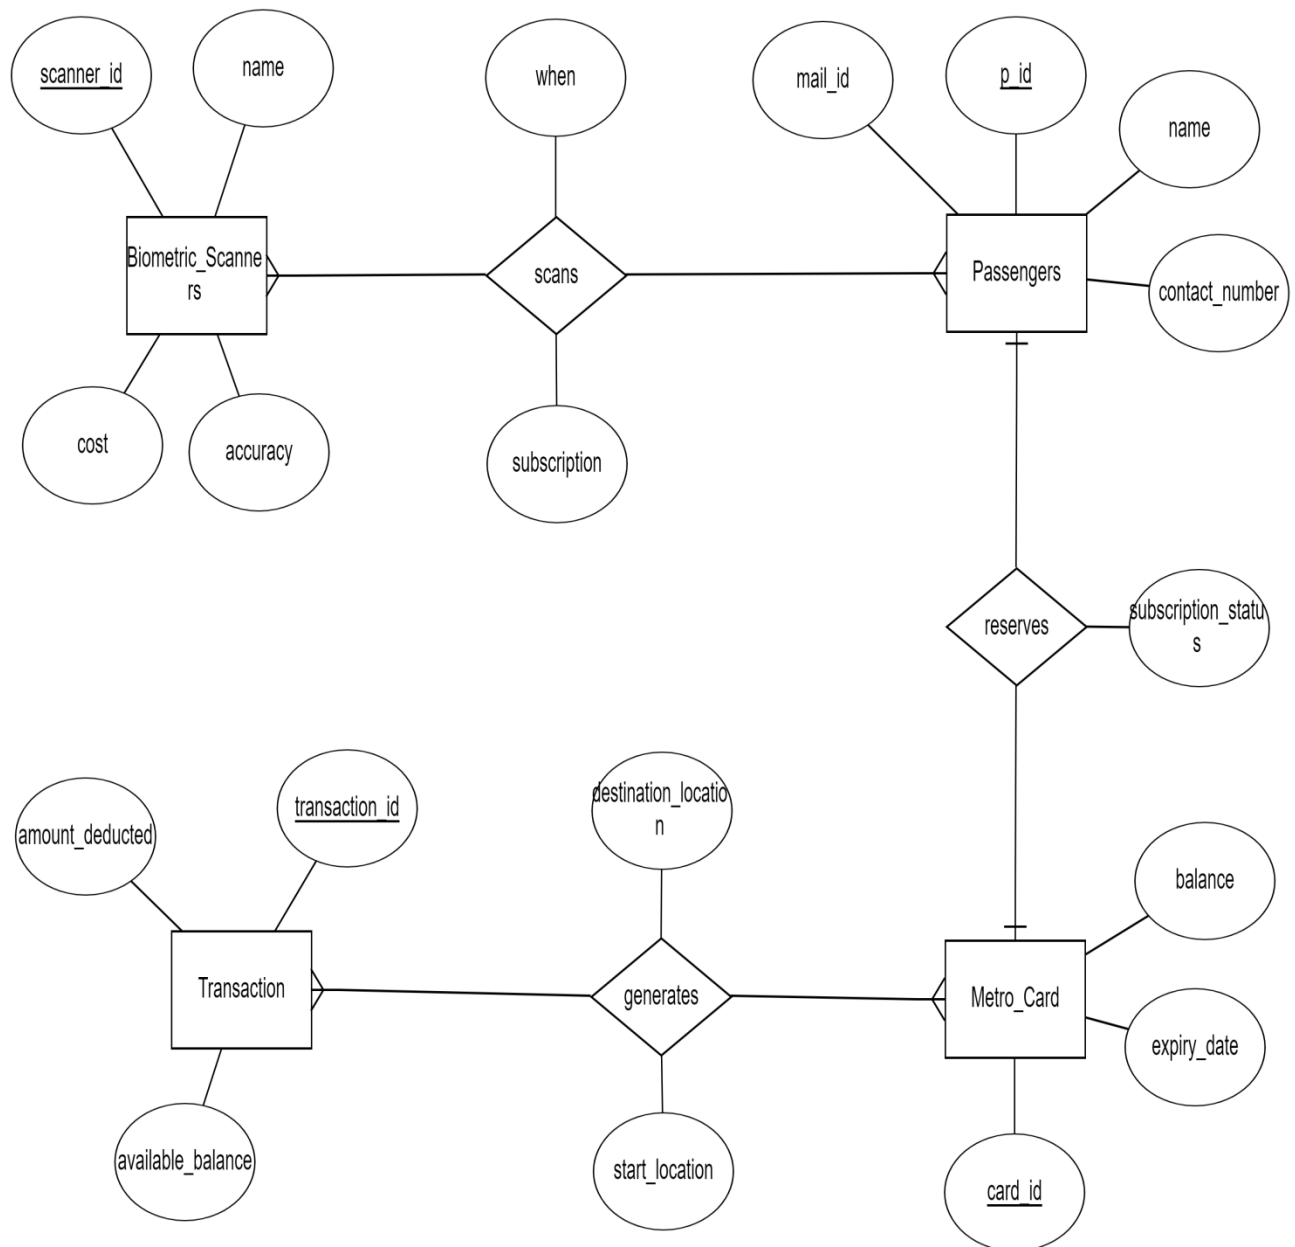 scanner_id
name
when
mail_id
p_id
name
Biometric_Scanne
rs
scans
Passengers
contact_number
cost
accuracy
subscription
reserves
subscription_statu
s
amount_deducted
transaction_id
destination_locatio
n
balance
Transaction
generates
Metro_Card
expiry_date
available_balance
start_location
card_id